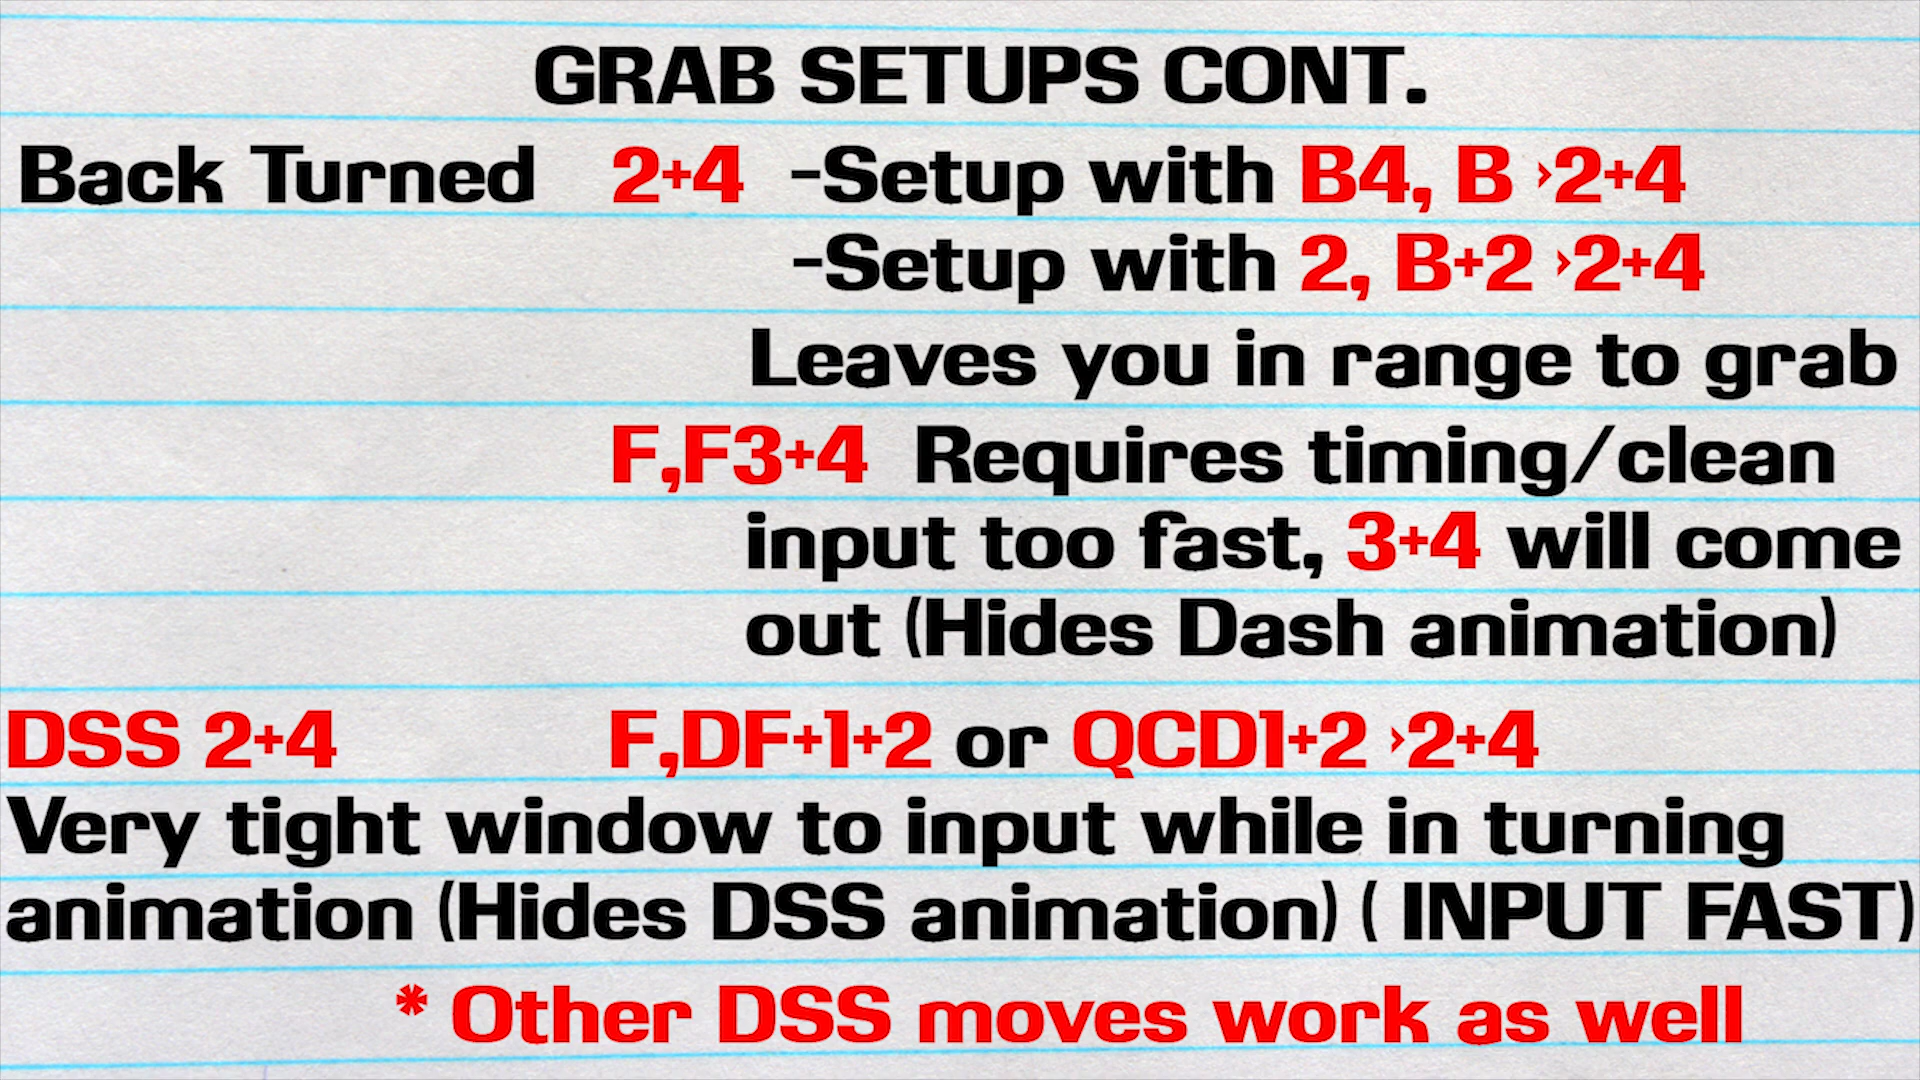 GRAB SETUPS CONT.
Back Turned 2+4 -Setup with B4, B >2+4
-Setup with 2, B+2 >2+4
Leaves you in range to grab
F,F3+4 Requires timing/clean
input too fast, 3+4 will come
out (Hides Dash animation)
DSS 2+4 F,DF+1+2 or QCD1+2 >2+4
Very tight window to input while in turning
animation (Hides DSS animation) ( INPUT FAST)
* Other DSS moves work as well